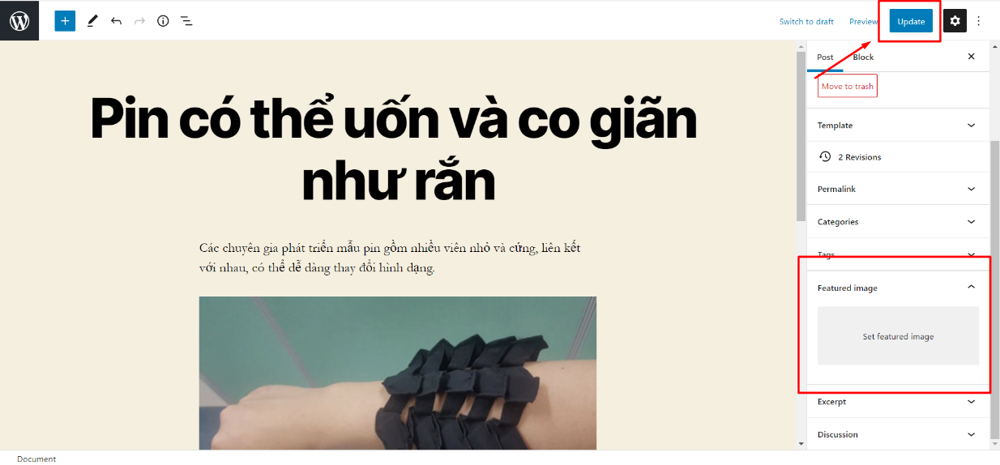 Switch to draft Preview Update
Post Block
Pin có thể uốn và co giãn
như rắn
Các chuyên gia phát triển mẫu pin gồm nhiều viên nhỏ và cứng, liên kết
với nhau, có thể dễ dàng thay đổi hình dạng.
Move to trash
Template
2 Revisions
Permalink
Categories
Tags
Featured image
Set featured image
Excerpt
Discussion
Document